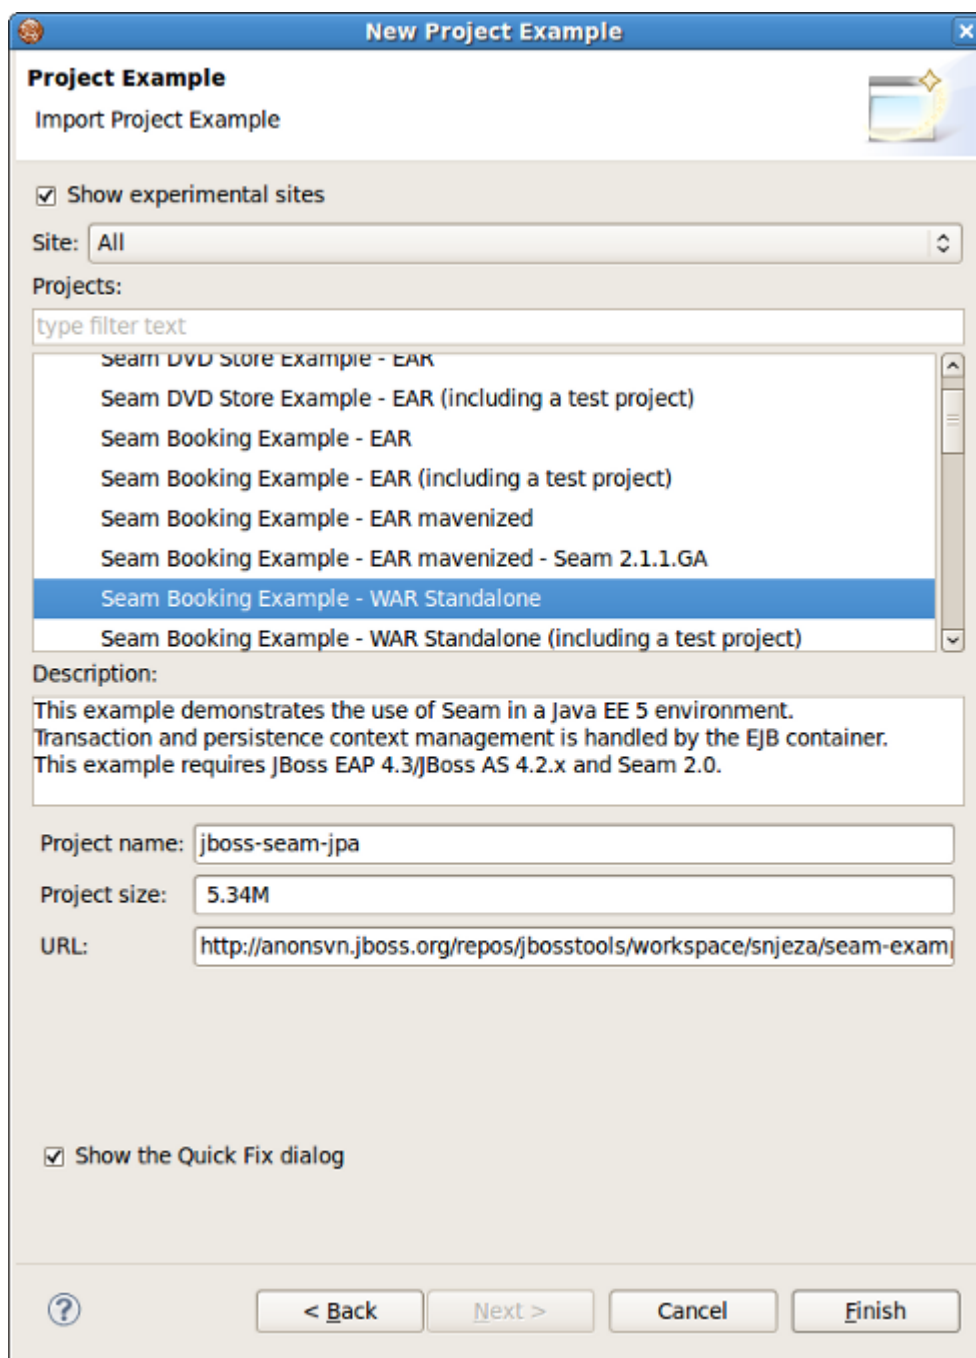 New Project Example
Project Example
Import Project Example
Show experimental sites
Site: All
Projects:
type filter text
Seam DVD Store Example - EAR
Seam DVD Store Example - EAR (including a test project)
Seam Booking Example - EAR
Seam Booking Example - EAR (including a test project)
Seam Booking Example - EAR mavenized
Seam Booking Example - EAR mavenized - Seam 2.1.1.GA
Seam Booking Example - WAR Standalone
Seam Booking Example - WAR Standalone (including a test project)
Description:
This example demonstrates the use of Seam in a Java EE 5 environment.
Transaction and persistence context management is handled by the EJB container.
This example requires JBoss EAP 4.3/JBoss AS 4.2.x and Seam 2.0.
Project name: jboss-seam-jpa
Project size: 5.34M
URL: http://anonsvn.jboss.org/repos/jbosstools/workspace/snjeza/seam-examp
Show the Quick Fix dialog
? < Back Next > Cancel Finish